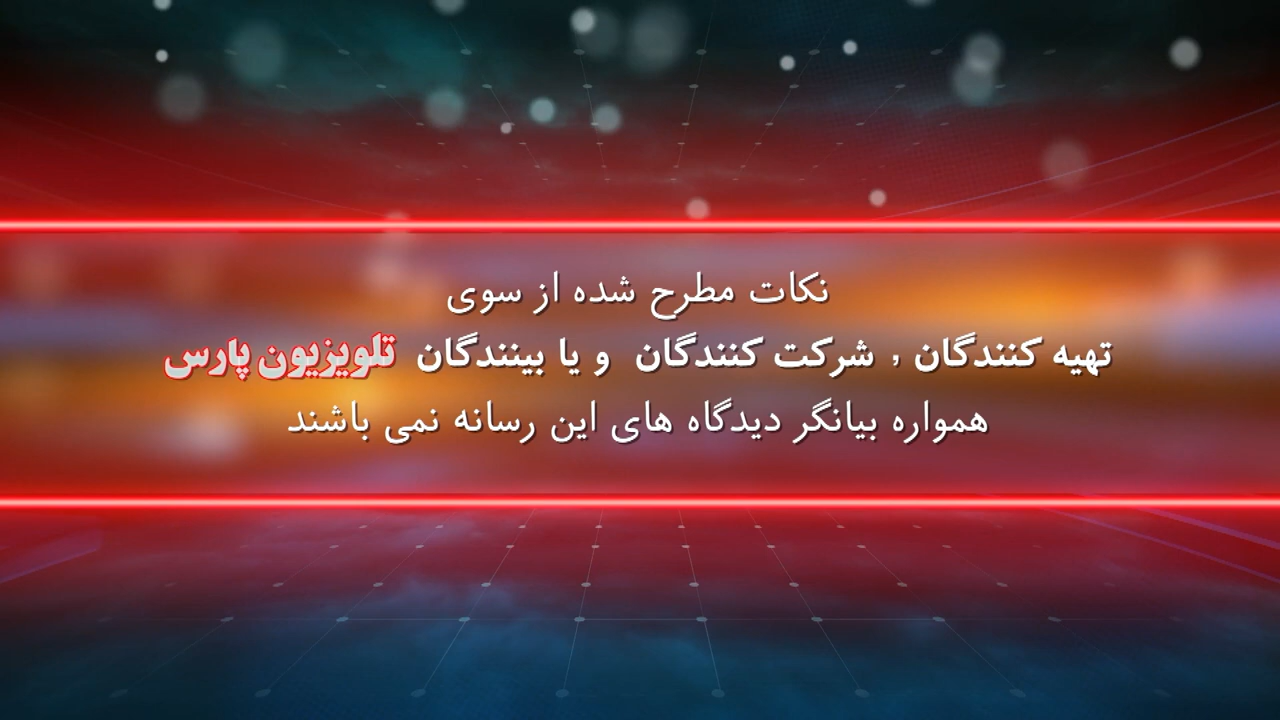 نکات مطرح شده از سوی
تهیه کنندگان , شرکت کنندگان و یا بینندگان تلویزیون پارس
همواره بیانگر دیدگاه های این رسانه نمی باشند